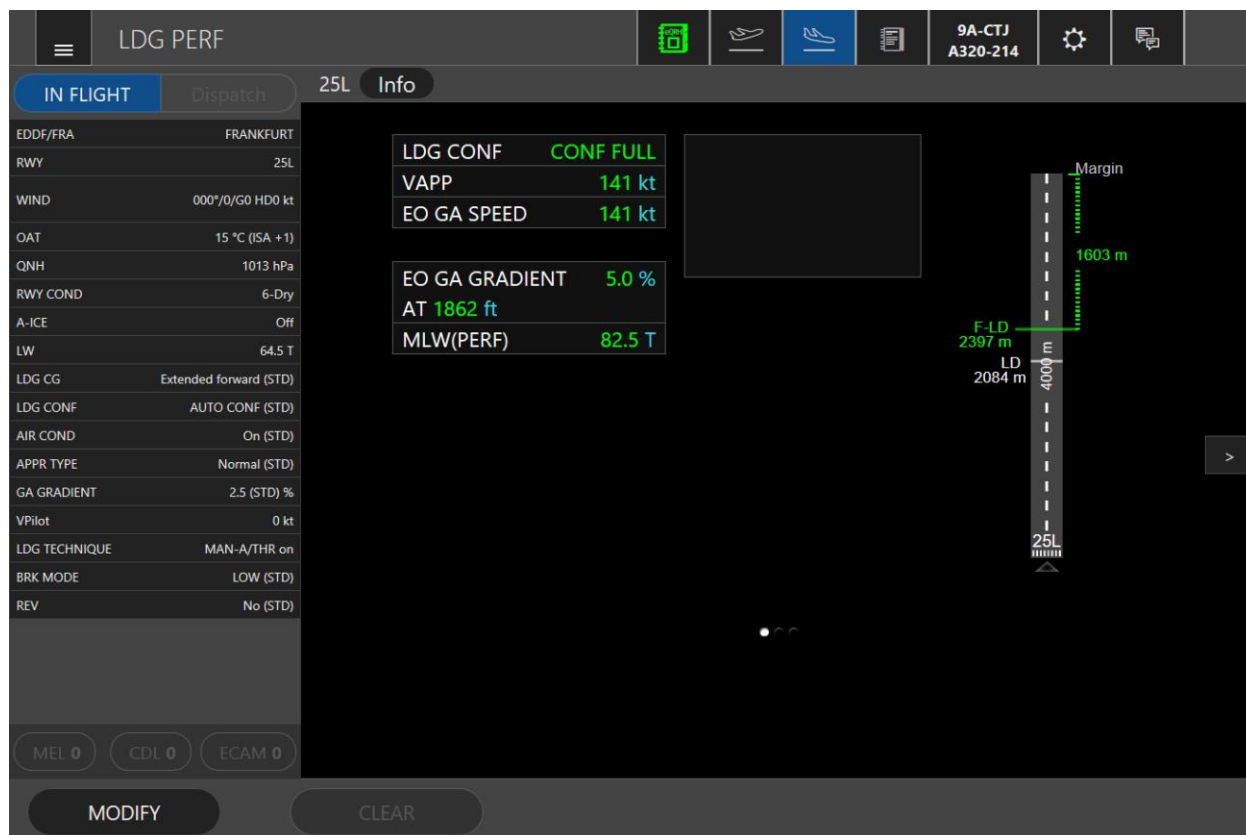 LDG PERF
eQRH
9A-CTJ
A320-214
IN FLIGHT Dispatch
25L Info
EDDF/FRA FRANKFURT
RWY 25L
WIND 000°/0/G0 HD0 kt
OAT 15 °C (ISA +1)
QNH 1013 hPa
RWY COND 6-Dry
A-ICE Off
LW 64.5 T
LDG CG Extended forward (STD)
LDG CONF AUTO CONF (STD)
AIR COND On (STD)
APPR TYPE Normal (STD)
GA GRADIENT 2.5 (STD) %
VPilot 0 kt
LDG TECHNIQUE MAN-A/THR on
BRK MODE LOW (STD)
REV No (STD)
MEL 0 CDL 0 ECAM 0
MODIFY CLEAR
LDG CONF CONF FULL
VAPP 141 kt
EO GA SPEED 141 kt
EO GA GRADIENT 5.0 %
AT 1862 ft
MLW(PERF) 82.5 T
Margin
1603 m
F-LD
2397 m
LD
2084 m
4000 m
25L
>